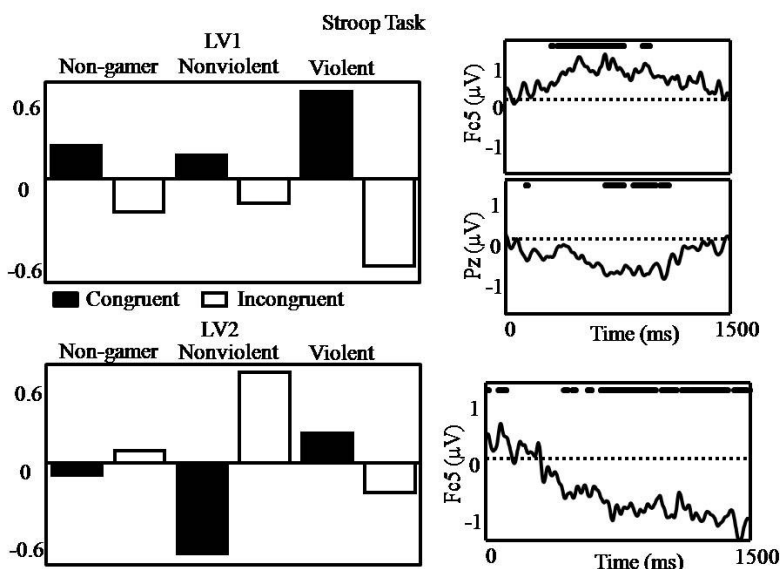 Stroop Task
LV1
Non-gamer Nonviolent Violent
0.6
0
-0.6
Congruent Incongruent
1
0
-1
Fc5 (μV)
1
0
-1
Pz (μV)
0 Time (ms) 1500
LV2
Non-gamer Nonviolent Violent
0.6
0
-0.6
1
0
-1
Fc5 (μV)
0 Time (ms) 1500